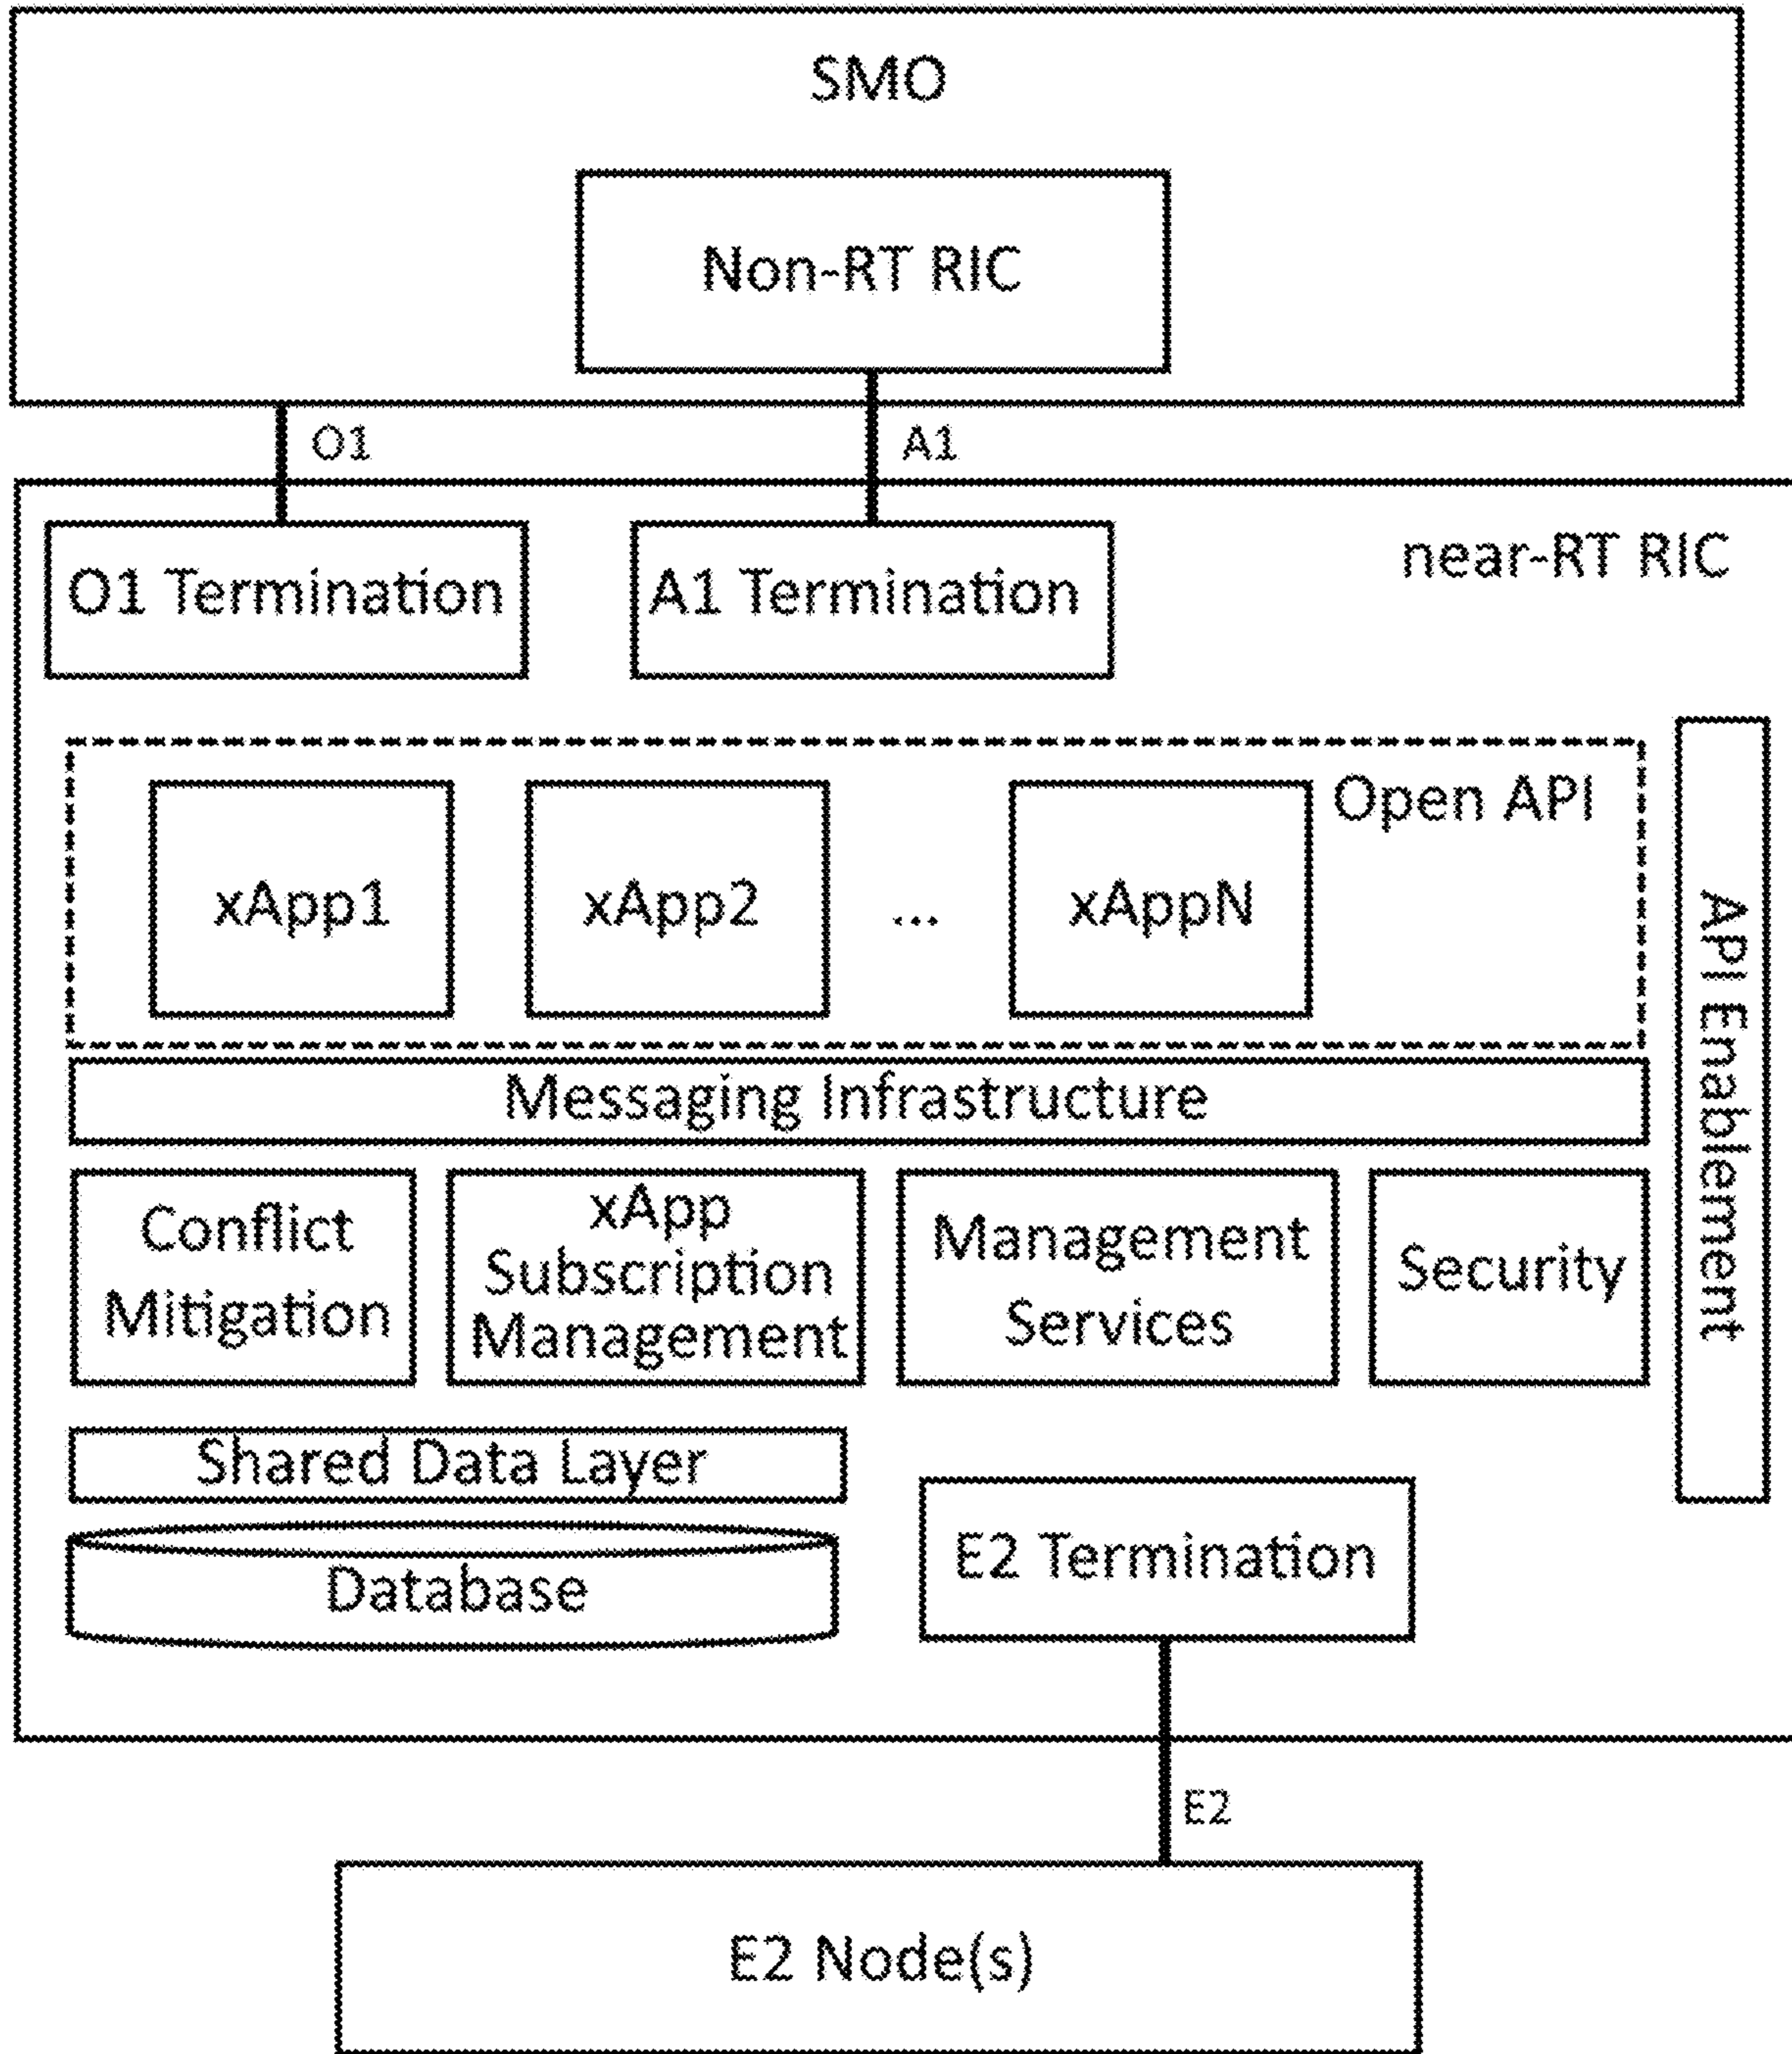 SMO
Non-RT RIC
O1
A1
near-RT RIC
O1 Termination
A1 Termination
Open API
xApp1
xApp2
...
xAppN
API Enablement
Messaging Infrastructure
Conflict
Mitigation
xApp
Subscription
Management
Management
Services
Security
Shared Data Layer
Database
E2 Termination
E2
E2 Node(s)